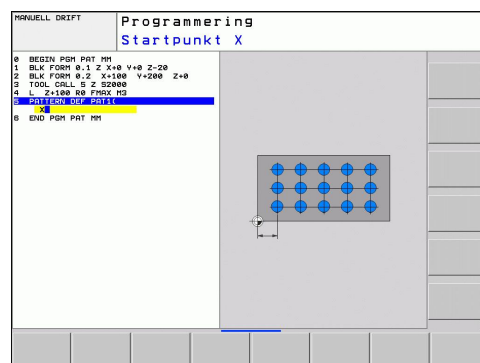 MANUELL DRIFT
Programmering
Startpunkt X
0 BEGIN PGM PAT MM
1 BLK FORM 0.1 Z X+0 Y+0 Z-20
2 BLK FORM 0.2 X+100 Y+200 Z+0
3 TOOL CALL 5 Z S2000
4 L Z+100 R0 FMAX M3
5 PATTERN DEF PAT1(
X
6 END PGM PAT MM